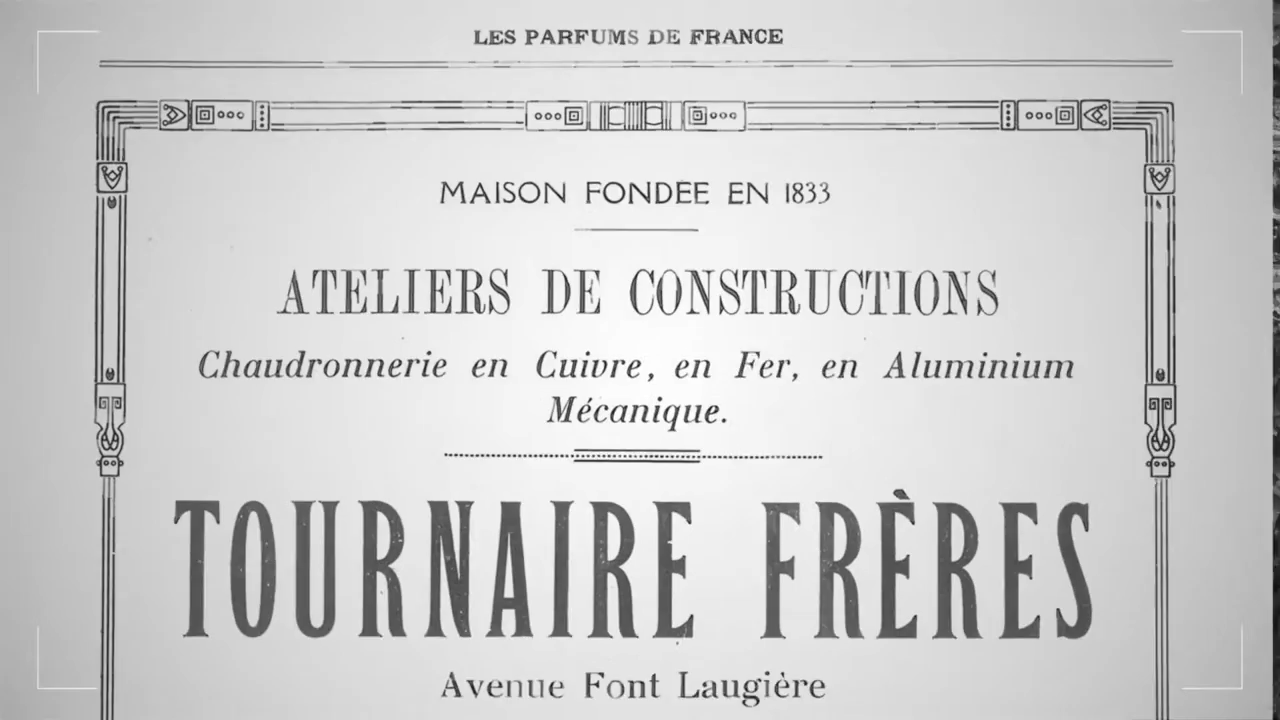 LES PARFUMS DE FRANCE
MAISON FONDEE EN 1833
ATELIERS DE CONSTRUCTIONS
Chaudronnerie en Cuivre, en Fer, en Aluminium
Mécanique.
TOURNAIRE FRÈRES
Avenue Font Laugière